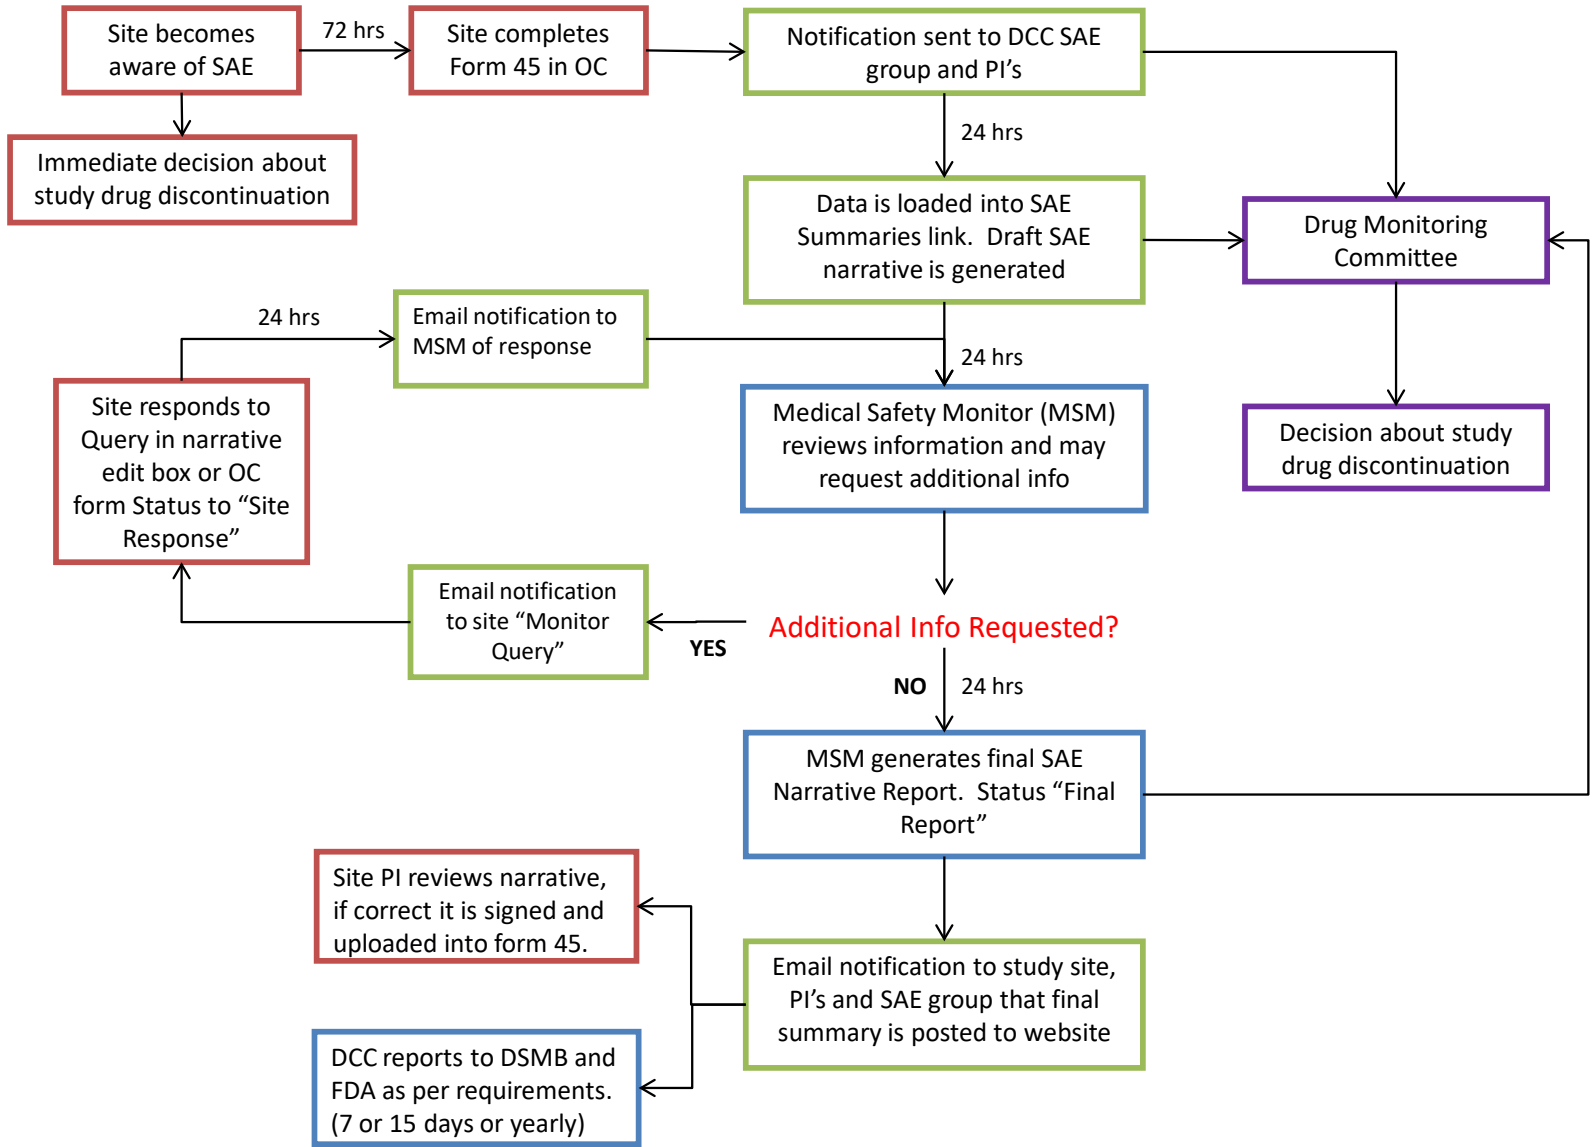 Site becomes
aware of SAE
72 hrs
Site completes
Form 45 in OC
Notification sent to DCC SAE
group and PI's
Immediate decision about
study drug discontinuation
24 hrs
Data is loaded into SAE
Summaries link.  Draft SAE
narrative is generated
Drug Monitoring
Committee
24 hrs
Email notification to
MSM of response
24 hrs
Site responds to
Query in narrative
edit box or OC
form Status to “Site
Response”
Medical Safety Monitor (MSM)
reviews information and may
request additional info
Decision about study
drug discontinuation
Email notification
to site “Monitor
Query”
YES
Additional Info Requested?
NO
24 hrs
MSM generates final SAE
Narrative Report.  Status “Final
Report”
Site PI reviews narrative,
if correct it is signed and
uploaded into form 45.
Email notification to study site,
PI's and SAE group that final
summary is posted to website
DCC reports to DSMB and
FDA as per requirements.
(7 or 15 days or yearly)